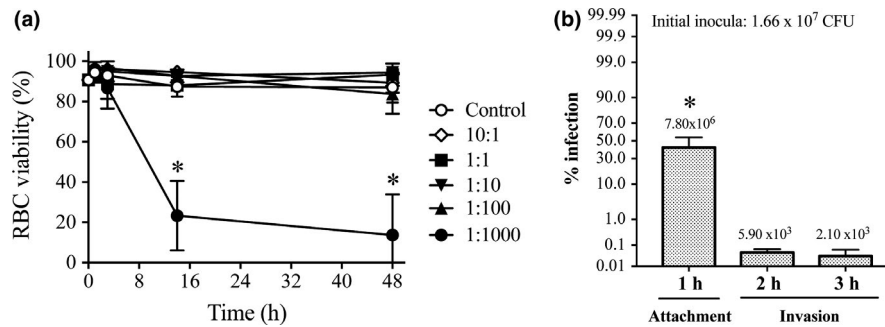 (a)
RBC viability (%)
100
80
60
40
20
0
*
*
0 8 16 24 32 40 48
Time (h)
Control
10:1
1:1
1:10
1:100
1:1000
(b)
Initial inocula: 1.66 x 10⁷ CFU
% infection
99.99
99.9
99.0
90.0
70.0
50.0
30.0
10.0
1.0
0.1
0.01
*
7.80x10⁶
5.90 x10³
2.10 x10³
1 h 2 h 3 h
Attachment Invasion